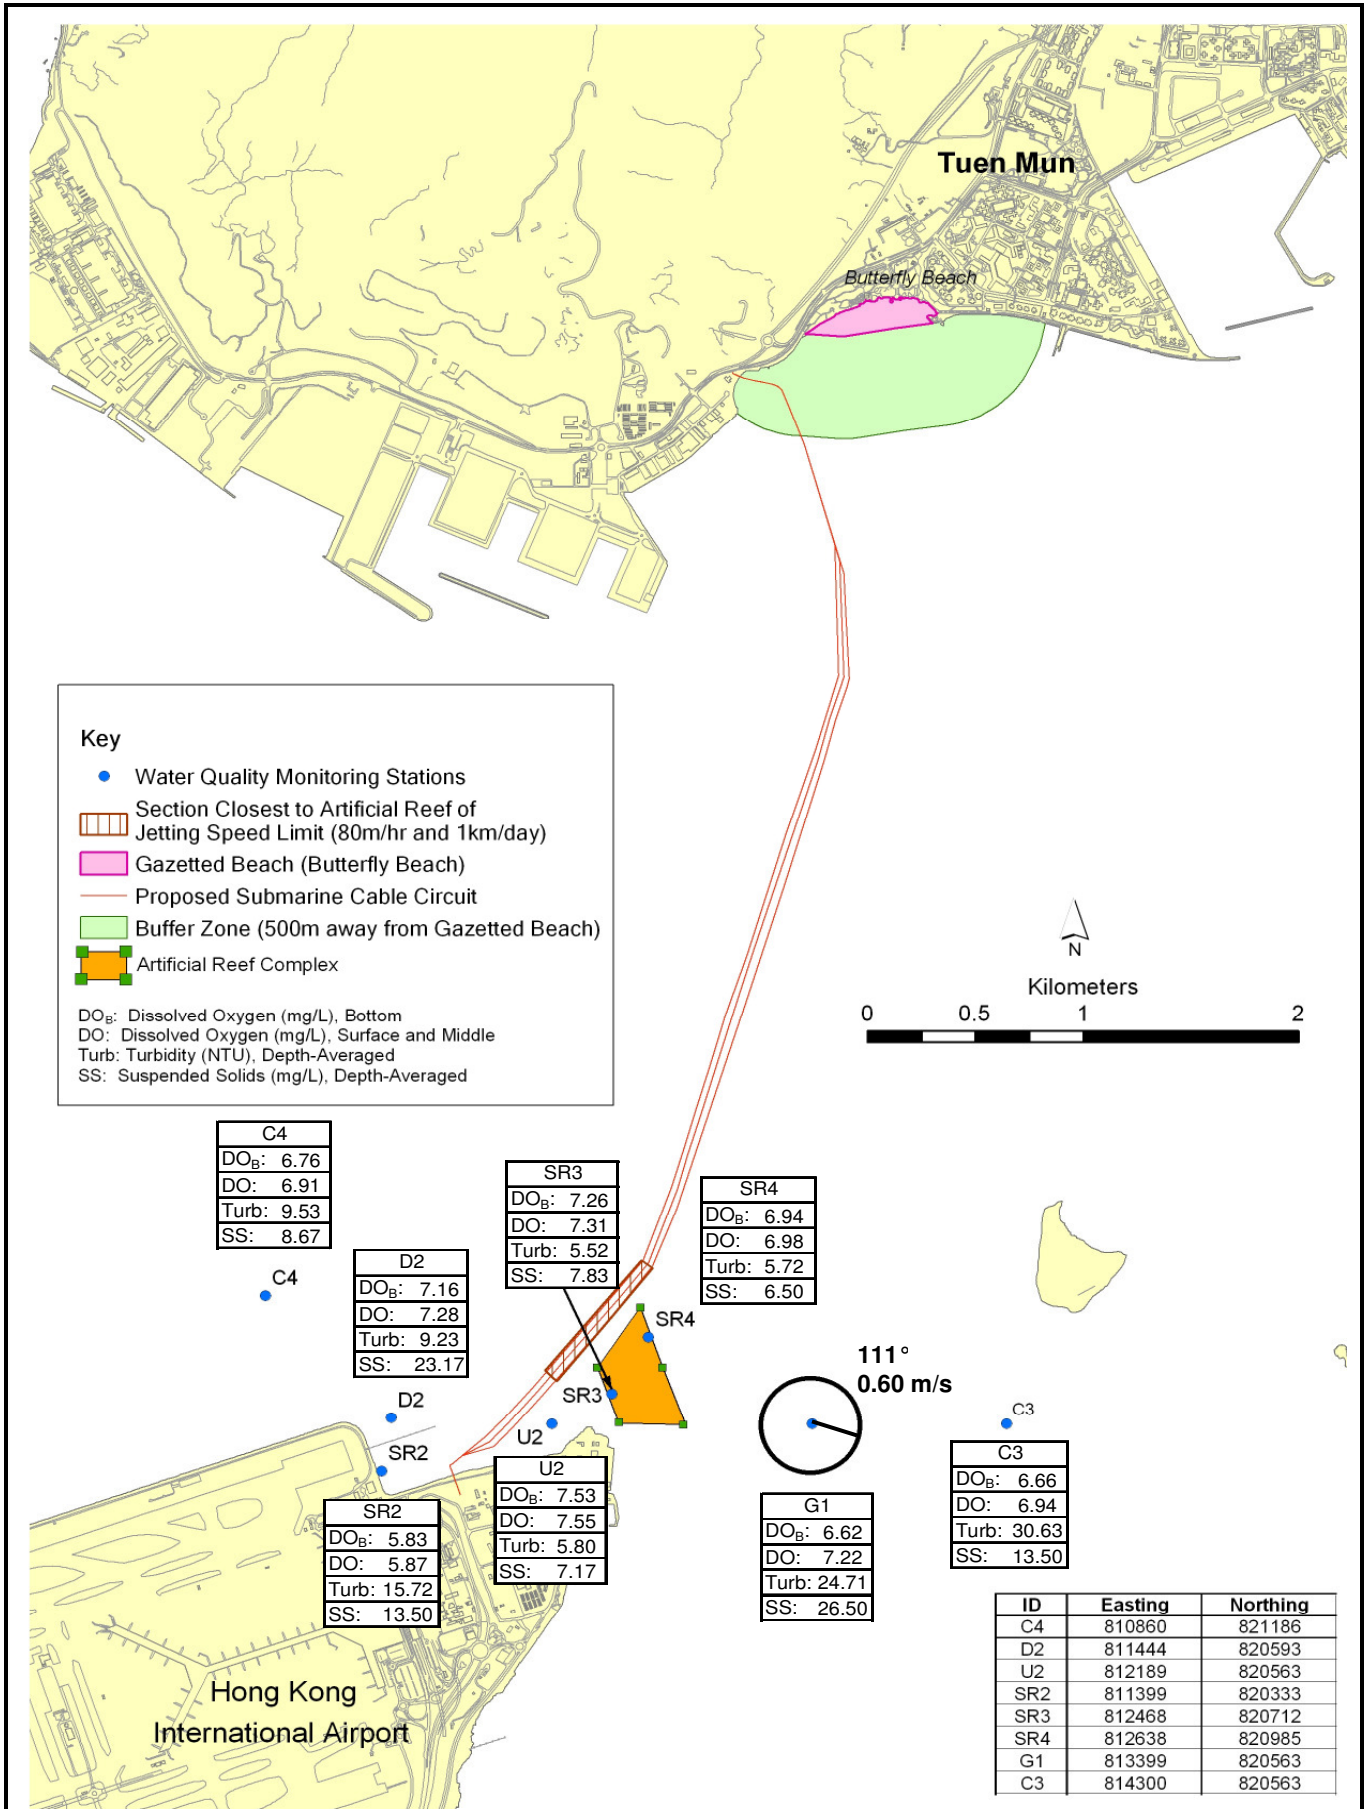 Tuen Mun
Butterfly Beach
Key
Water Quality Monitoring Stations
Section Closest to Artificial Reef of
Jetting Speed Limit (80m/hr and 1km/day)
Gazetted Beach (Butterfly Beach)
Proposed Submarine Cable Circuit
Buffer Zone (500m away from Gazetted Beach)
Artificial Reef Complex
DOB: Dissolved Oxygen (mg/L), Bottom
DO: Dissolved Oxygen (mg/L), Surface and Middle
Turb: Turbidity (NTU), Depth-Averaged
SS: Suspended Solids (mg/L), Depth-Averaged
N
Kilometers
0 0.5 1 2
C4
DOB: 6.76
DO: 6.91
Turb: 9.53
SS: 8.67
C4
SR3
DOB: 7.26
DO: 7.31
Turb: 5.52
SS: 7.83
SR4
DOB: 6.94
DO: 6.98
Turb: 5.72
SS: 6.50
D2
DOB: 7.16
DO: 7.28
Turb: 9.23
SS: 23.17
SR4
111°
0.60 m/s
SR3
D2
C3
U2
SR2
C3
DOB: 6.66
DO: 6.94
Turb: 30.63
SS: 13.50
U2
DOB: 7.53
DO: 7.55
Turb: 5.80
SS: 7.17
G1
DOB: 6.62
DO: 7.22
Turb: 24.71
SS: 26.50
SR2
DOB: 5.83
DO: 5.87
Turb: 15.72
SS: 13.50
Hong Kong
International Airport
ID Easting Northing
C4 810860 821186
D2 811444 820593
U2 812189 820563
SR2 811399 820333
SR3 812468 820712
SR4 812638 820985
G1 813399 820563
C3 814300 820563